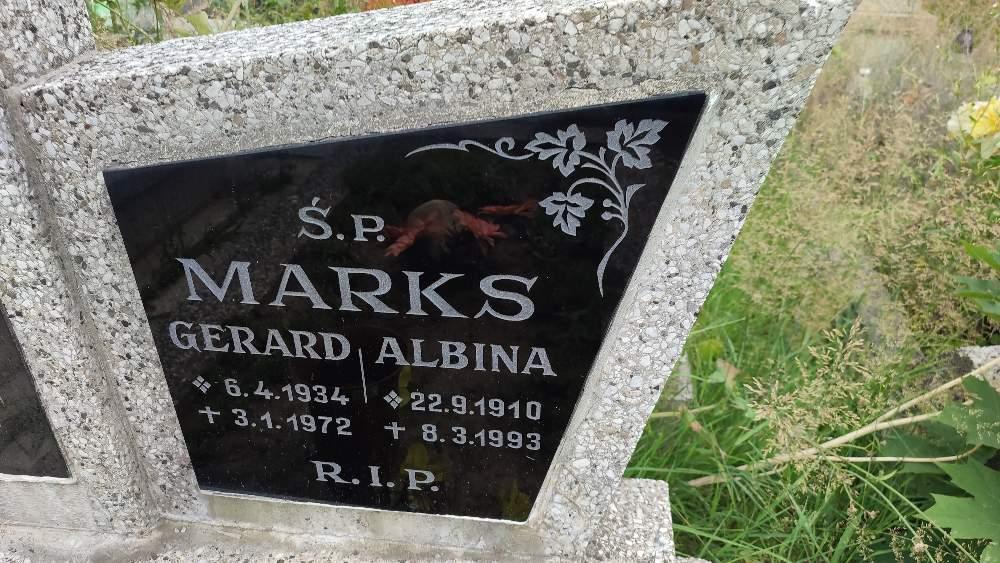 Ś.P.
MARKS
GERARD | ALBINA
❖ 6.4.1934 ❖ 22.9.1910
✝ 3.1.1972 ✝ 8.3.1993
R.I.P.